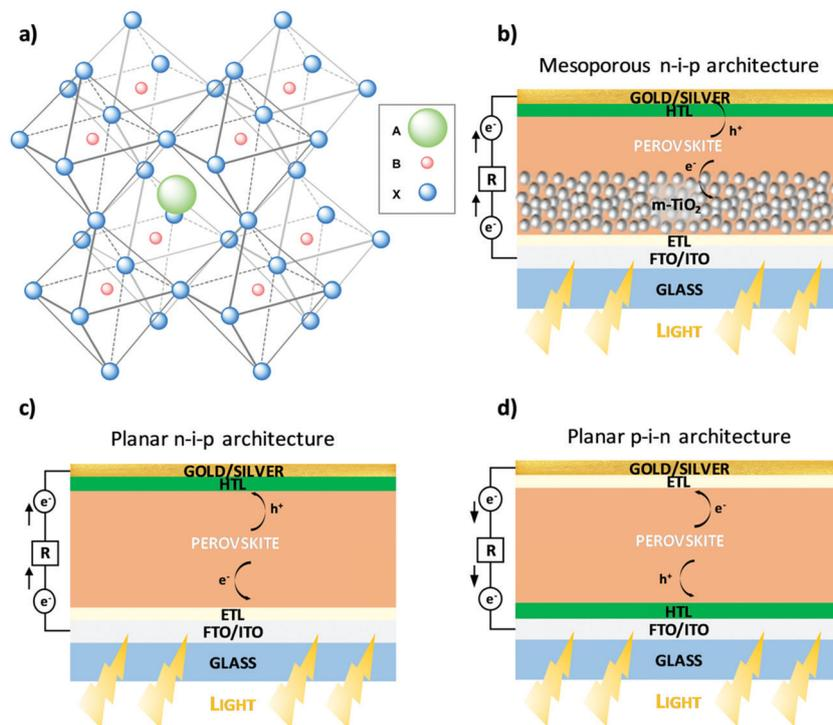 a)
A
B
X
b)
Mesoporous n-i-p architecture
GOLD/SILVER
HTL
h⁺
PEROVSKITE
e⁻
m-TiO₂
ETL
FTO/ITO
GLASS
LIGHT
e⁻
R
e⁻
c)
Planar n-i-p architecture
GOLD/SILVER
HTL
h⁺
PEROVSKITE
e⁻
ETL
FTO/ITO
GLASS
LIGHT
e⁻
R
e⁻
d)
Planar p-i-n architecture
GOLD/SILVER
ETL
e⁻
PEROVSKITE
h⁺
HTL
FTO/ITO
GLASS
LIGHT
e⁻
R
e⁻